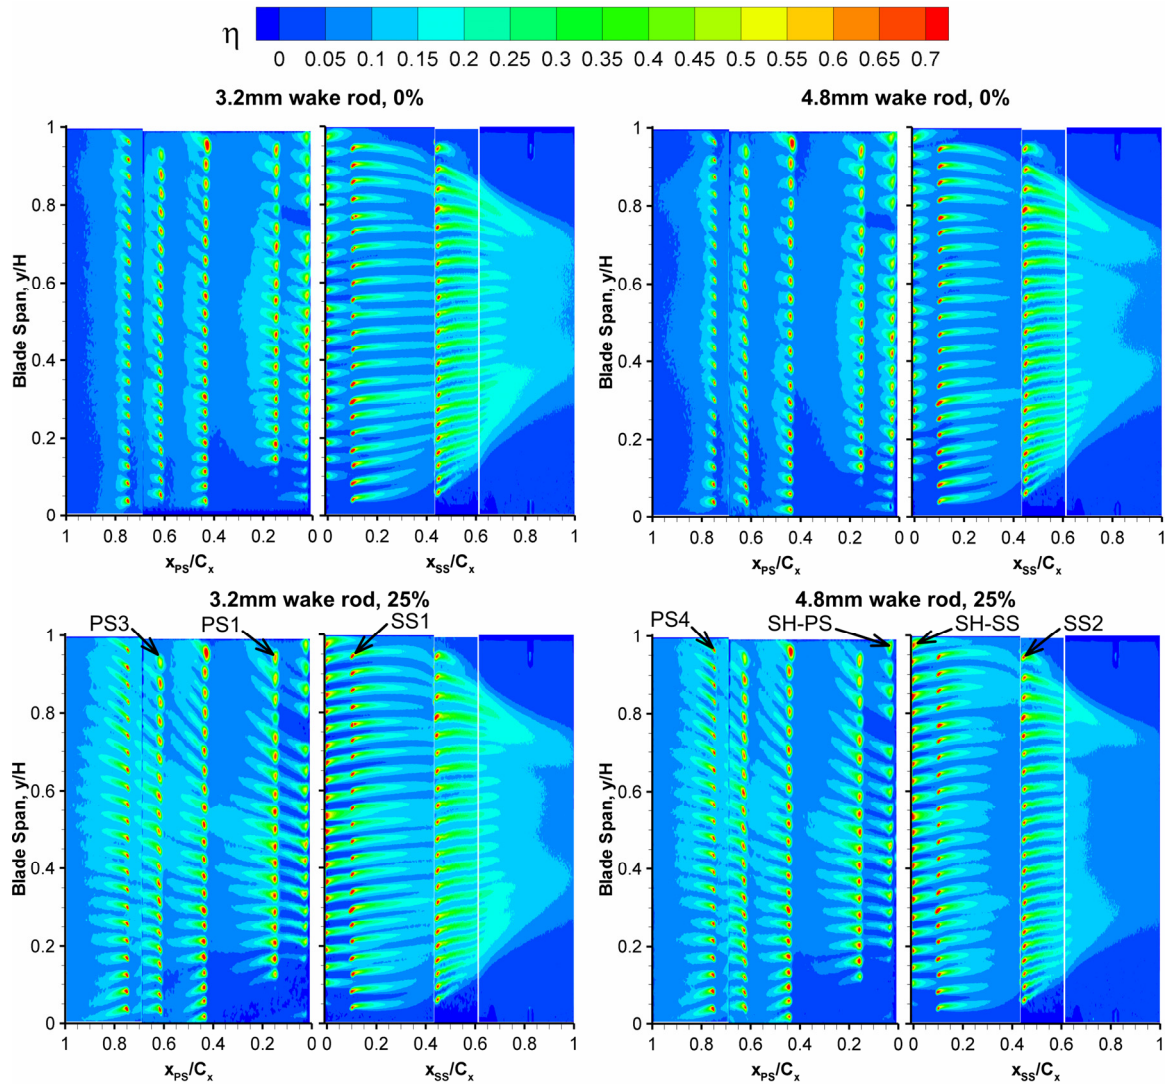 η
0 0.05 0.1 0.15 0.2 0.25 0.3 0.35 0.4 0.45 0.5 0.55 0.6 0.65 0.7
3.2mm wake rod, 0%
4.8mm wake rod, 0%
Blade Span, y/H
1
0.8
0.6
0.4
0.2
0
1 0.8 0.6 0.4 0.2 0
xPS/Cx
0 0.2 0.4 0.6 0.8 1
xSS/Cx
Blade Span, y/H
1
0.8
0.6
0.4
0.2
0
1 0.8 0.6 0.4 0.2 0
xPS/Cx
0 0.2 0.4 0.6 0.8 1
xSS/Cx
3.2mm wake rod, 25%
PS3 PS1 SS1
4.8mm wake rod, 25%
PS4 SH-PS SH-SS SS2
Blade Span, y/H
1
0.8
0.6
0.4
0.2
0
1 0.8 0.6 0.4 0.2 0
xPS/Cx
0 0.2 0.4 0.6 0.8 1
xSS/Cx
Blade Span, y/H
1
0.8
0.6
0.4
0.2
0
1 0.8 0.6 0.4 0.2 0
xPS/Cx
0 0.2 0.4 0.6 0.8 1
xSS/Cx